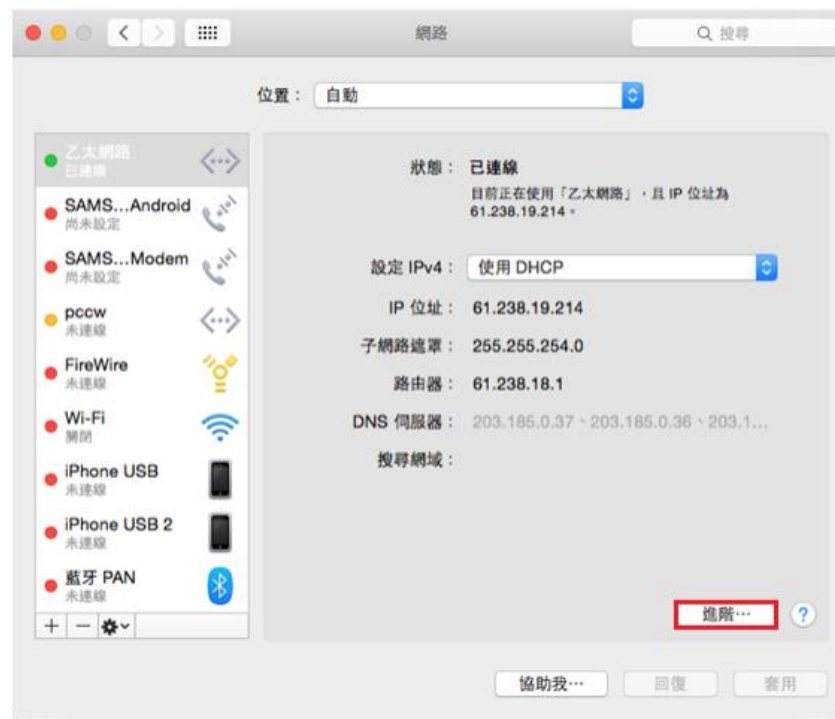 網路
搜尋
位置：
自動
乙太網路
已連線
SAMS...Android
尚未設定
SAMS...Modem
尚未設定
pccw
未連線
FireWire
未連線
Wi-Fi
關閉
iPhone USB
未連線
iPhone USB 2
未連線
藍牙 PAN
未連線
狀態： 已連線
目前正在使用「乙太網路」，且 IP 位址為
61.238.19.214。
設定 IPv4： 使用 DHCP
IP 位址： 61.238.19.214
子網路遮罩： 255.255.254.0
路由器： 61.238.18.1
DNS 伺服器： 203.185.0.37、203.185.0.36、203.1...
搜尋網域：
進階⋯
?
協助我⋯
回復
套用